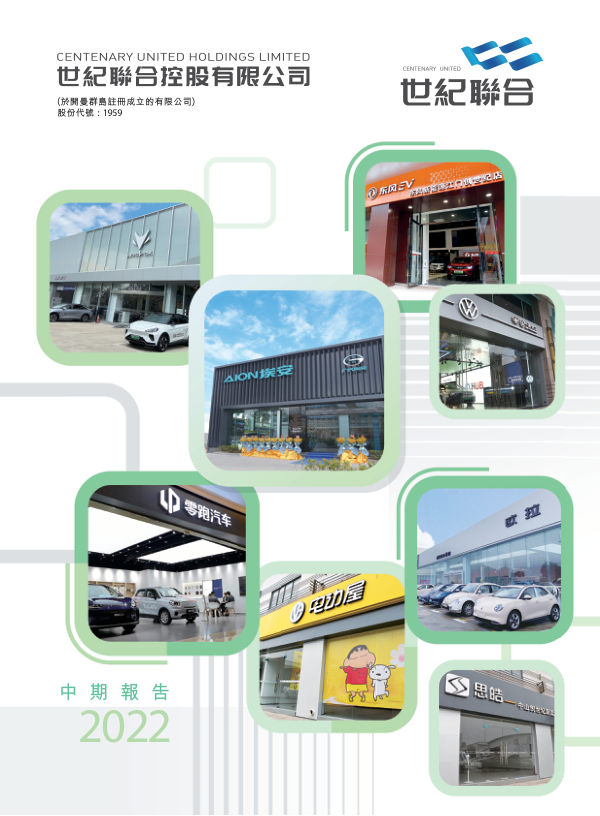 CENTENARY UNITED HOLDINGS LIMITED
世紀聯合控股有限公司
(於開曼群島註冊成立的有限公司)
股份代號：1959
CENTENARY UNITED
世紀聯合
东风EV
AION埃安
零跑汽车
欧拉
电动屋
思皓
中期報告
2022